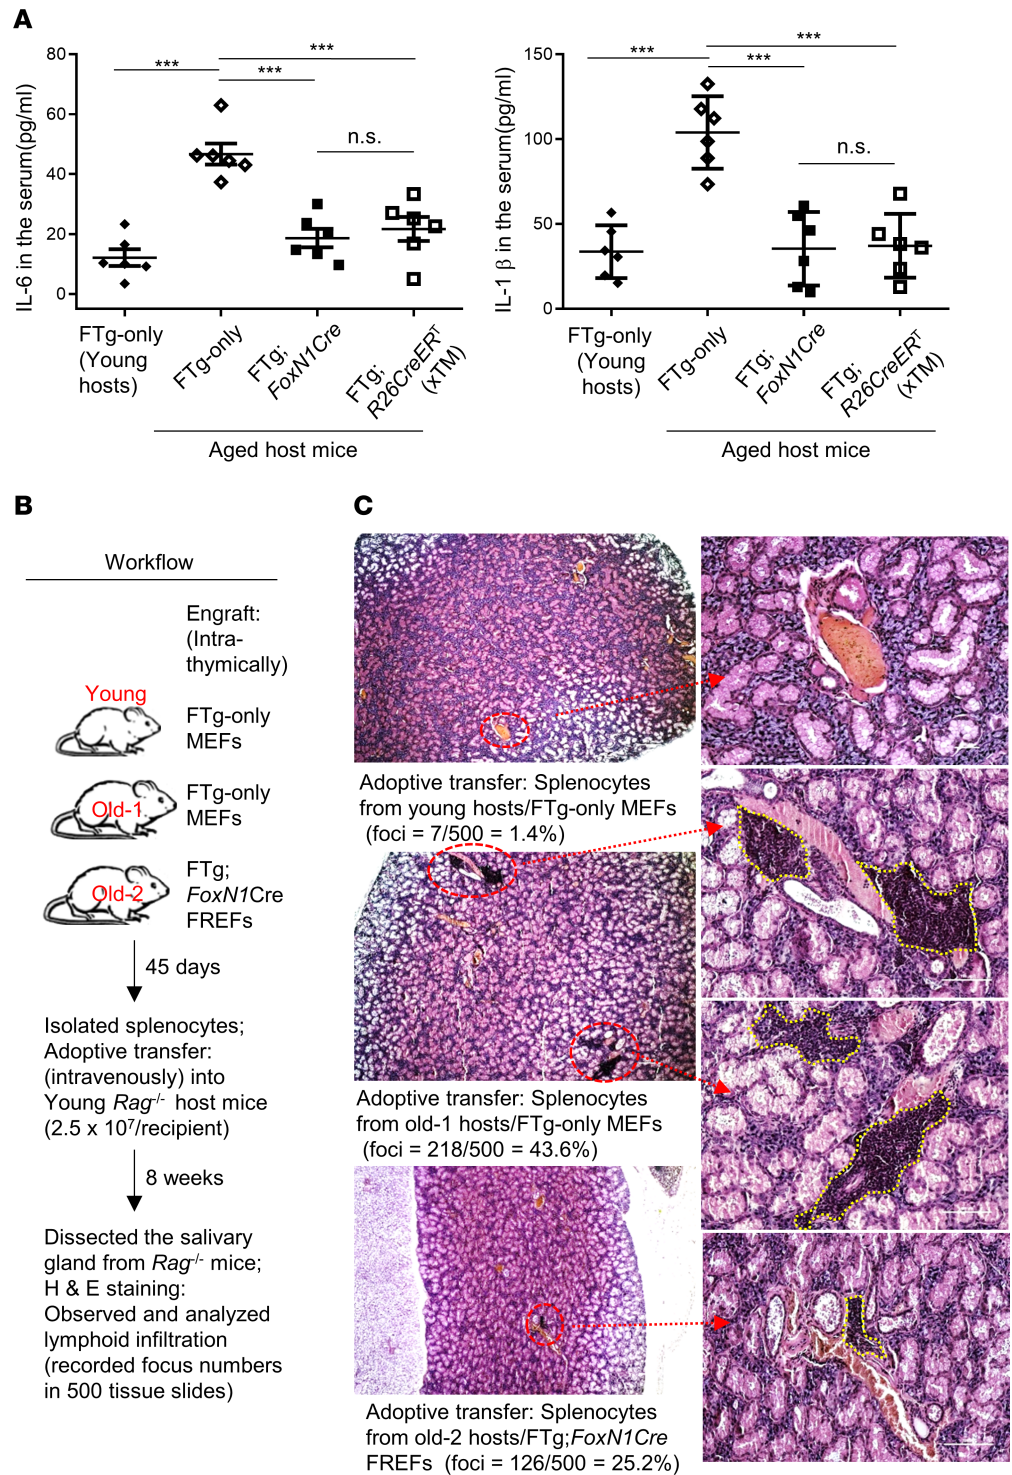 A
IL-6 in the serum(pg/ml)
80
60
40
20
0
***
***
***
n.s.
FTg-only
(Young
hosts)
FTg-only
FTg;
FoxN1Cre
FTg;
R26CreERT
(xTM)
Aged host mice
IL-1 β in the serum(pg/ml)
150
100
50
0
***
***
***
n.s.
FTg-only
(Young
hosts)
FTg-only
FTg;
FoxN1Cre
FTg;
R26CreERT
(xTM)
Aged host mice
B
Workflow
Engraft:
(Intra-
thymically)
Young
FTg-only
MEFs
Old-1
FTg-only
MEFs
Old-2
FTg;
FoxN1Cre
FREFs
45 days
Isolated splenocytes;
Adoptive transfer:
(intravenously) into
Young Rag-/- host mice
(2.5 x 10⁷/recipient)
8 weeks
Dissected the salivary
gland from Rag-/- mice;
H & E staining:
Observed and analyzed
lymphoid infiltration
(recorded focus numbers
in 500 tissue slides)
C
Adoptive transfer: Splenocytes
from young hosts/FTg-only MEFs
(foci = 7/500 = 1.4%)
Adoptive transfer: Splenocytes
from old-1 hosts/FTg-only MEFs
(foci = 218/500 = 43.6%)
Adoptive transfer: Splenocytes
from old-2 hosts/FTg;FoxN1Cre
FREFs (foci = 126/500 = 25.2%)